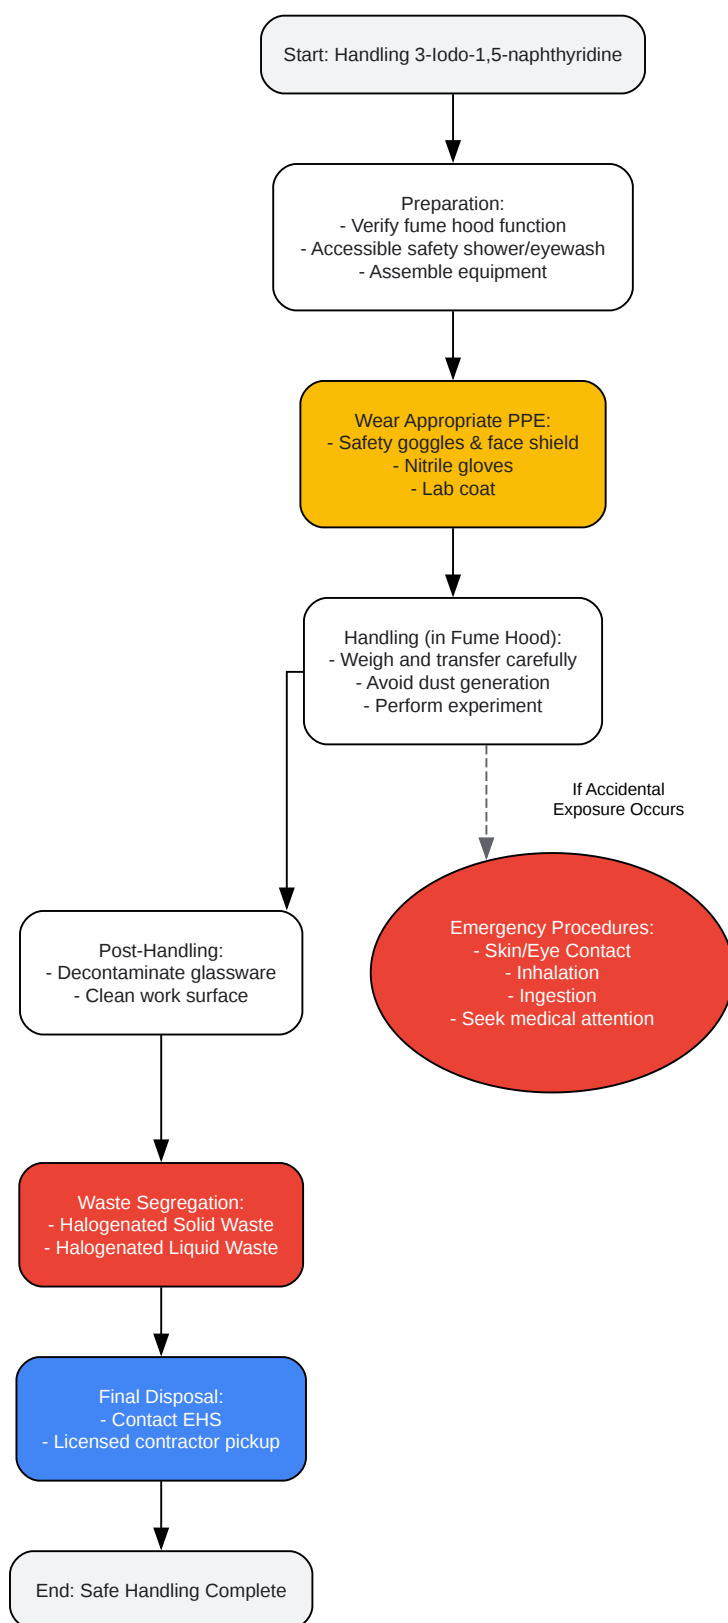 Start: Handling 3-Iodo-1,5-naphthyridine
Preparation:
- Verify fume hood function
- Accessible safety shower/eyewash
- Assemble equipment
Wear Appropriate PPE:
- Safety goggles & face shield
- Nitrile gloves
- Lab coat
Handling (in Fume Hood):
- Weigh and transfer carefully
- Avoid dust generation
- Perform experiment
If Accidental
Exposure Occurs
Emergency Procedures:
- Skin/Eye Contact
- Inhalation
- Ingestion
- Seek medical attention
Post-Handling:
- Decontaminate glassware
- Clean work surface
Waste Segregation:
- Halogenated Solid Waste
- Halogenated Liquid Waste
Final Disposal:
- Contact EHS
- Licensed contractor pickup
End: Safe Handling Complete